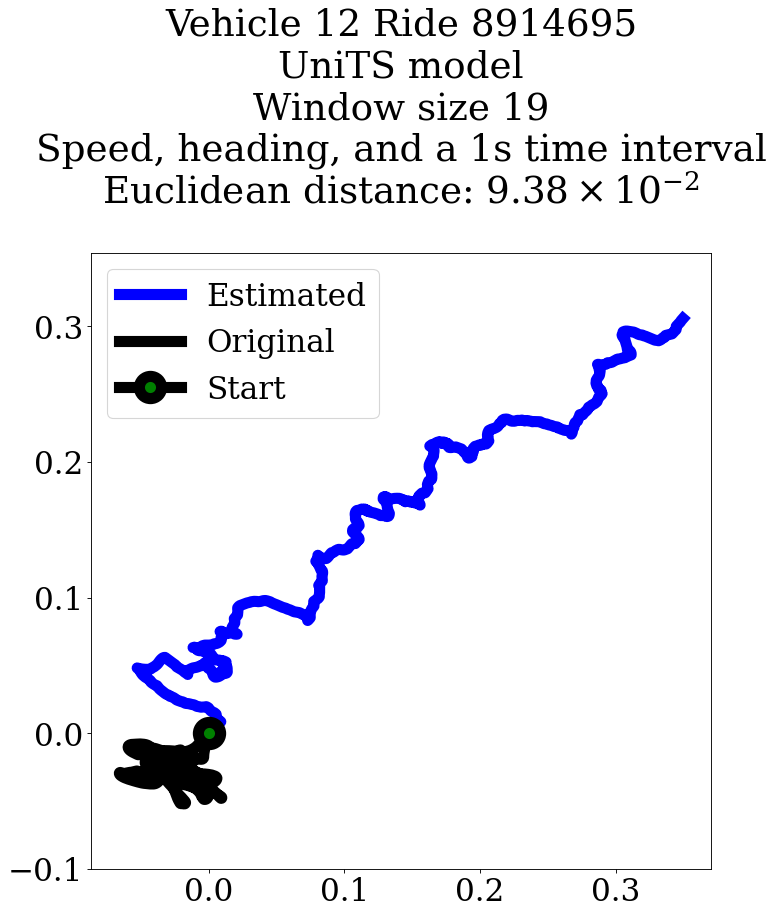 Vehicle 12 Ride 8914695
UniTS model
Window size 19
Speed, heading, and a 1s time interval
Euclidean distance: 9.38 × 10⁻²
Estimated
Original
Start
0.3
0.2
0.1
0.0
−0.1
0.0 0.1 0.2 0.3